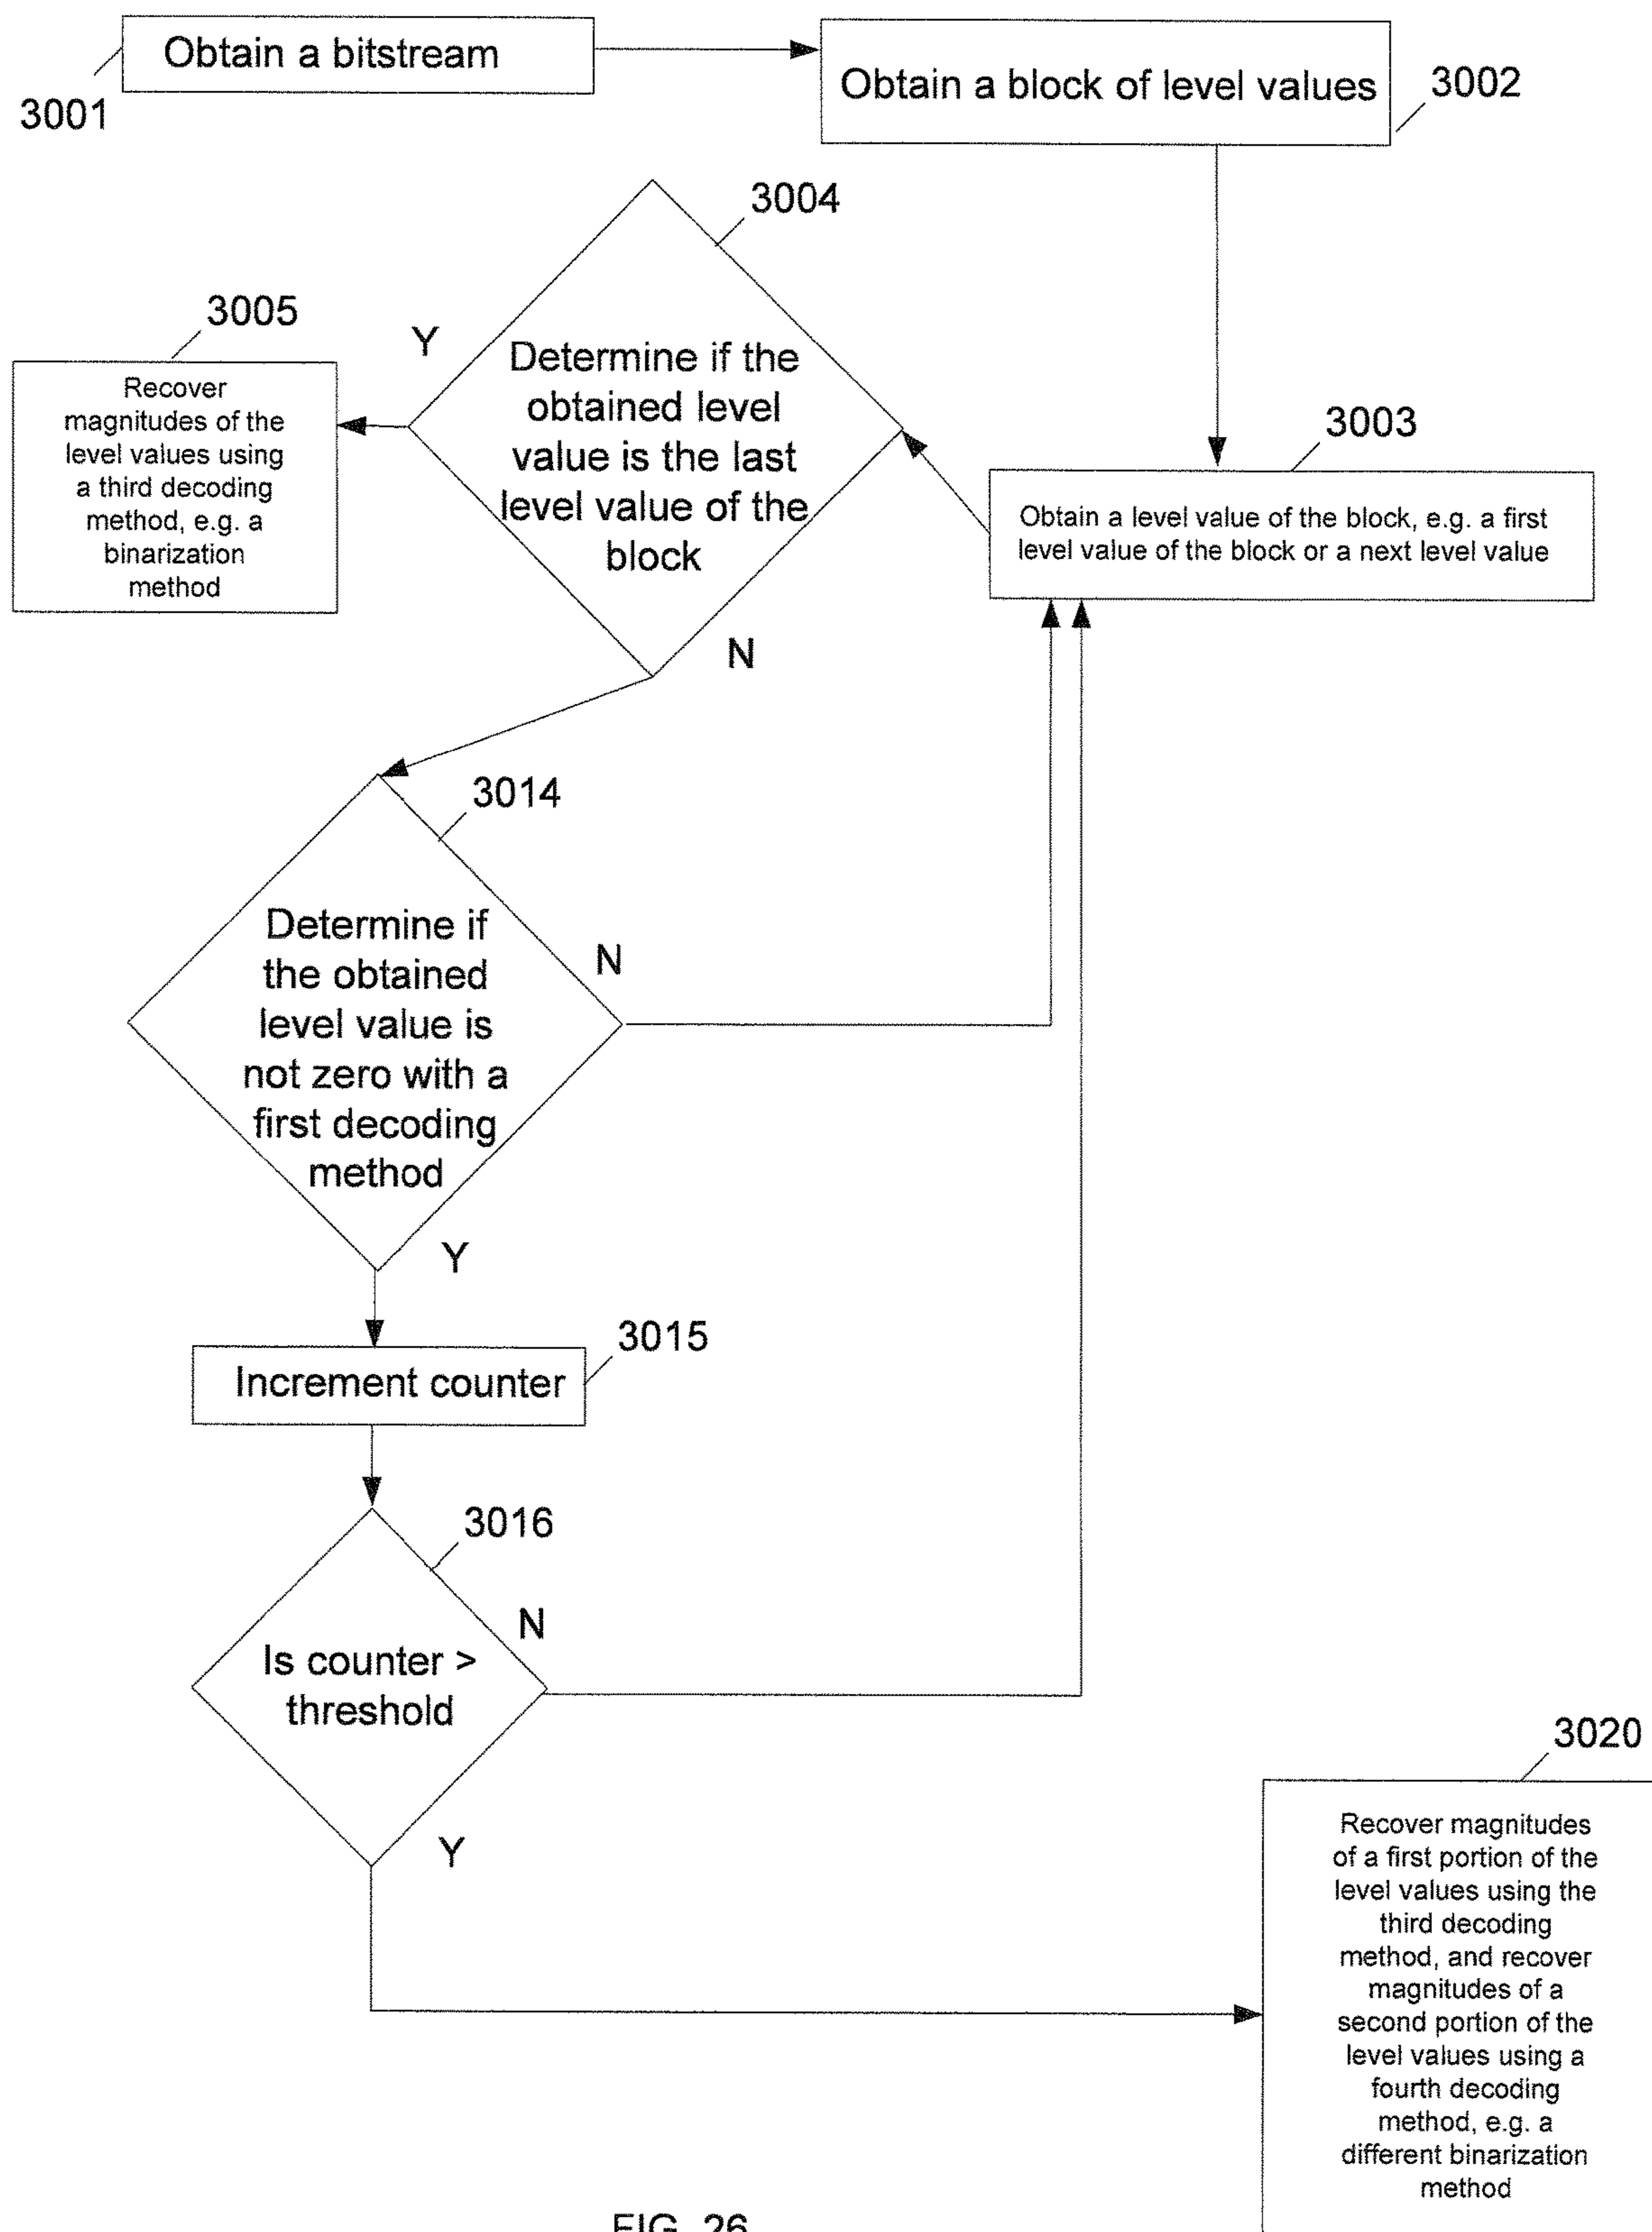 Obtain a bitstream
3001
Obtain a block of level values
3002
3004
Y
Determine if the
obtained level
value is the last
level value of the
block
N
3005
Recover
magnitudes of the
level values using
a third decoding
method, e.g. a
binarization
method
3003
Obtain a level value of the block, e.g. a first
level value of the block or a next level value
3014
Determine if
the obtained
level value is
not zero with a
first decoding
method
N
Y
3015
Increment counter
3016
Is counter >
threshold
N
Y
3020
Recover magnitudes
of a first portion of the
level values using the
third decoding
method, and recover
magnitudes of a
second portion of the
level values using a
fourth decoding
method, e.g. a
different binarization
method
FIG. 26